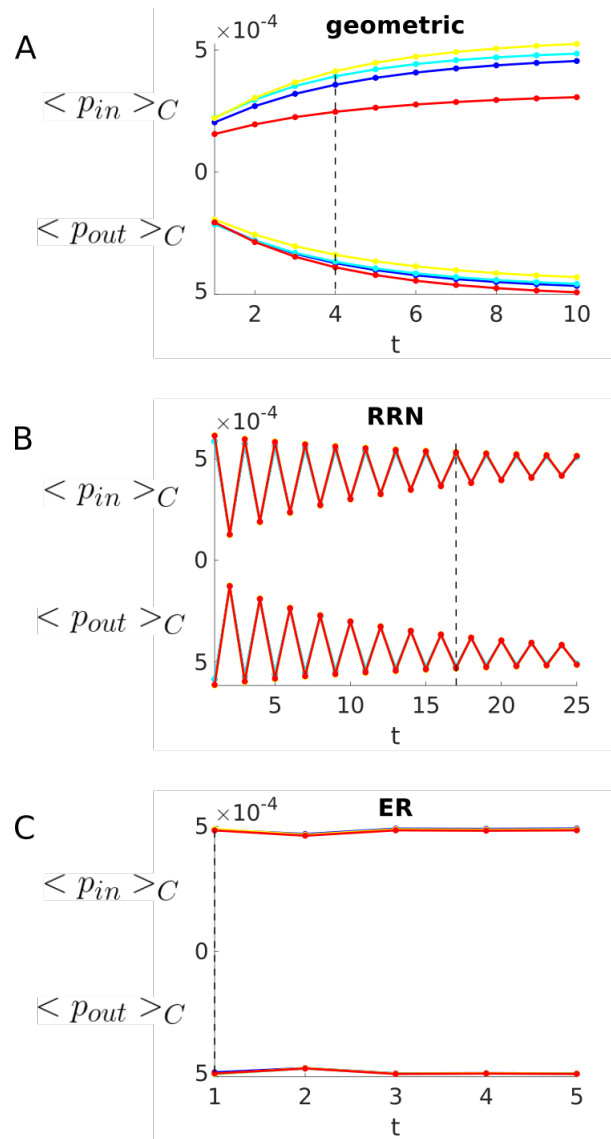 A
×10⁻⁴
geometric
5
< p_in >_C
0
< p_out >_C
5
2 4 6 8 10
t
B
×10⁻⁴
RRN
5
< p_in >_C
0
< p_out >_C
5
5 10 15 20 25
t
C
×10⁻⁴
ER
5
< p_in >_C
0
< p_out >_C
5
1 2 3 4 5
t